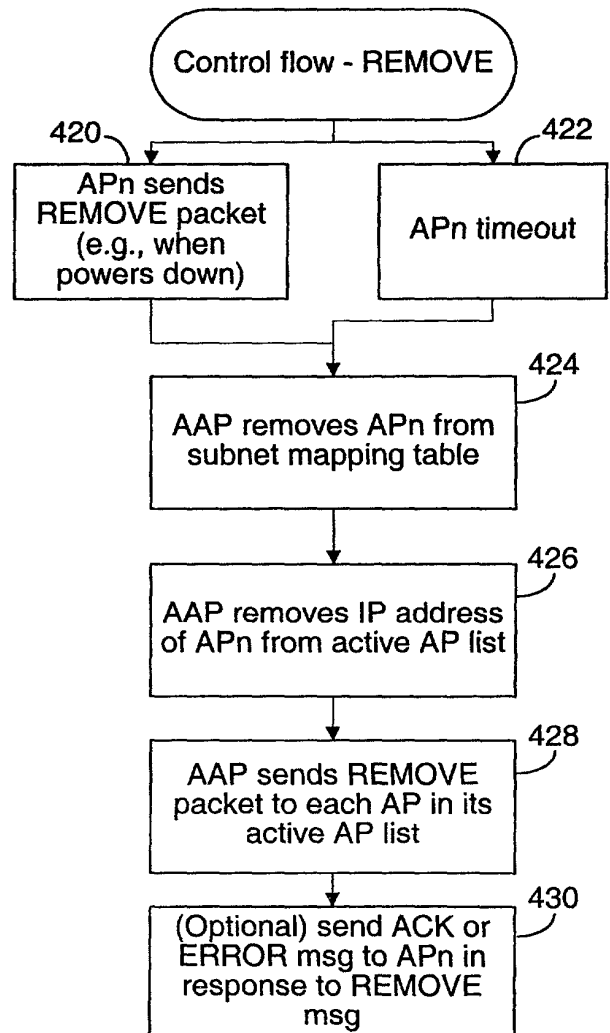 Control flow - REMOVE
420
422
APn sends
REMOVE packet
(e.g., when
powers down)
APn timeout
424
AAP removes APn from
subnet mapping table
426
AAP removes IP address
of APn from active AP list
428
AAP sends REMOVE
packet to each AP in its
active AP list
430
(Optional) send ACK or
ERROR msg to APn in
response to REMOVE
msg